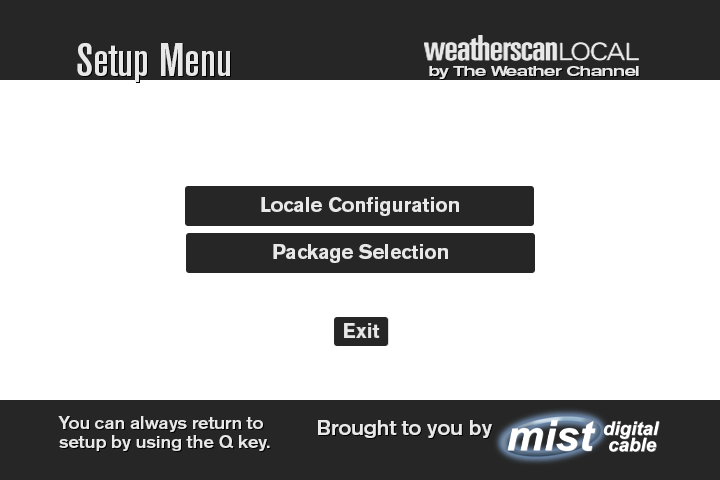 Setup Menu
weatherscanLOCAL
by The Weather Channel
Locale Configuration
Package Selection
Exit
You can always return to
setup by using the Q key.
Brought to you by
mist digital
cable